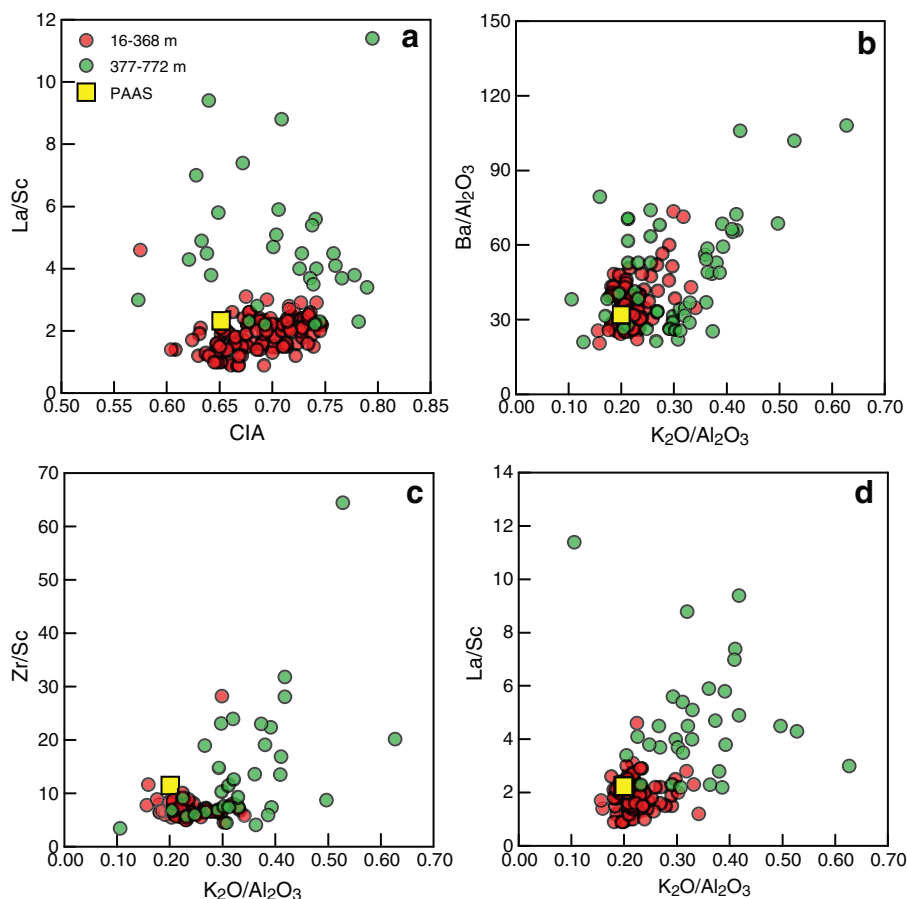 a
16-368 m
377-772 m
PAAS
La/Sc
12
10
8
6
4
2
0
0.50 0.55 0.60 0.65 0.70 0.75 0.80 0.85
CIA
b
Ba/Al₂O₃
150
120
90
60
30
0
0.00 0.10 0.20 0.30 0.40 0.50 0.60 0.70
K₂O/Al₂O₃
c
Zr/Sc
70
60
50
40
30
20
10
0
0.00 0.10 0.20 0.30 0.40 0.50 0.60 0.70
K₂O/Al₂O₃
d
La/Sc
14
12
10
8
6
4
2
0
0.00 0.10 0.20 0.30 0.40 0.50 0.60 0.70
K₂O/Al₂O₃